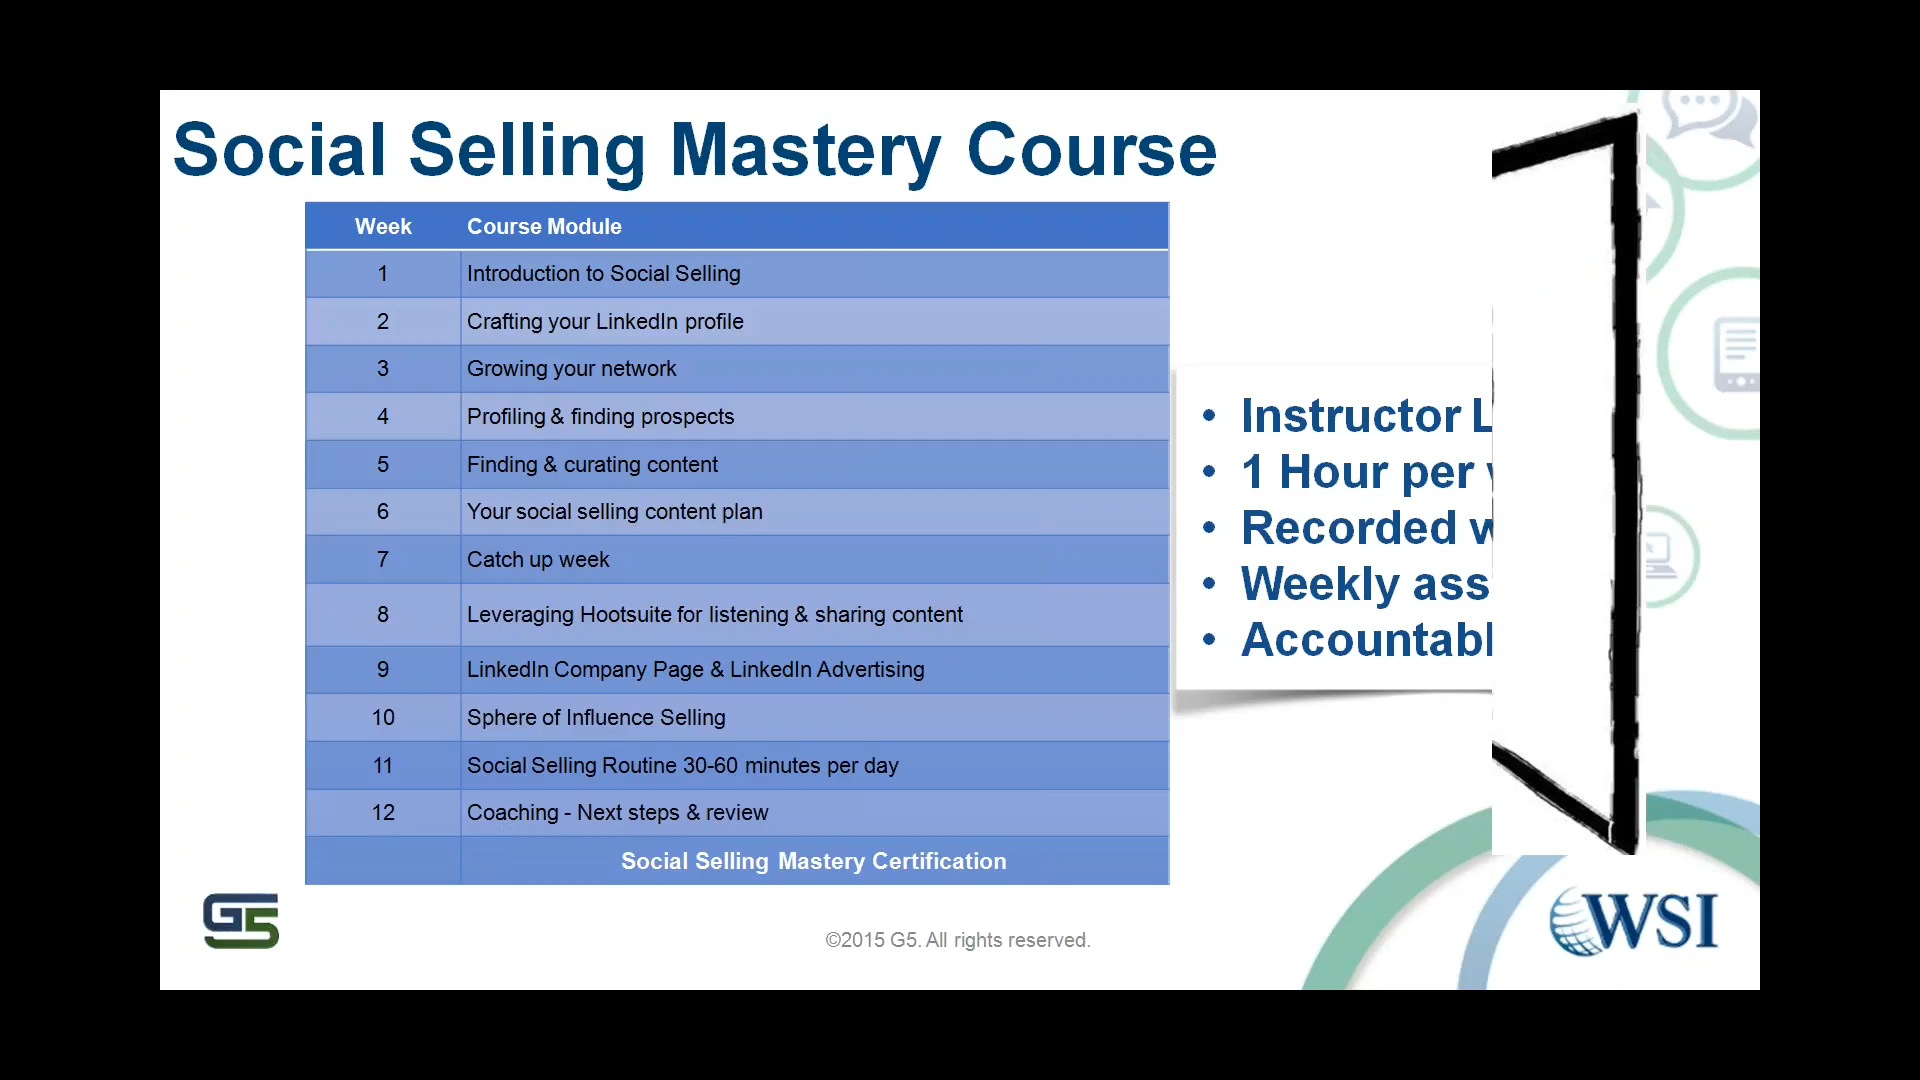 Social Selling Mastery Course
Week Course Module
1 Introduction to Social Selling
2 Crafting your LinkedIn profile
3 Growing your network
4 Profiling & finding prospects
5 Finding & curating content
6 Your social selling content plan
7 Catch up week
8 Leveraging Hootsuite for listening & sharing content
9 LinkedIn Company Page & LinkedIn Advertising
10 Sphere of Influence Selling
11 Social Selling Routine 30-60 minutes per day
12 Coaching - Next steps & review
Social Selling Mastery Certification
• Instructor
• 1 Hour per
• Recorded
• Weekly
•
G5
©2015 G5. All rights reserved.
WSI